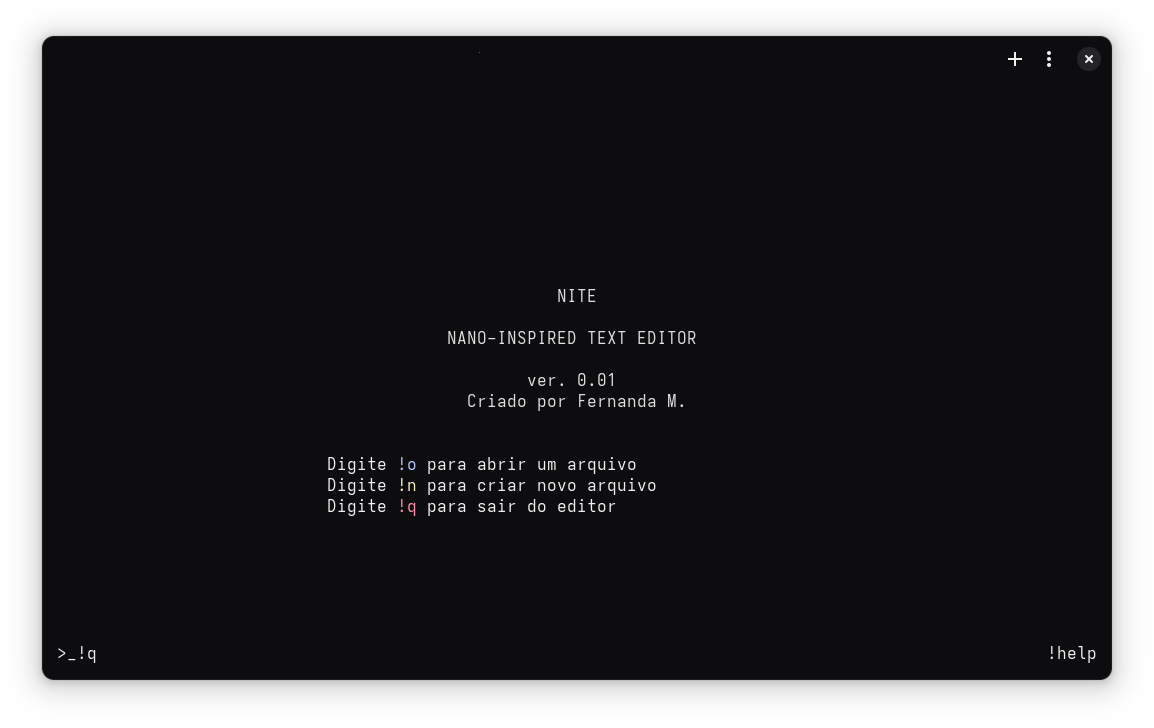 NITE
NANO-INSPIRED TEXT EDITOR
ver. 0.01
Criado por Fernanda M.
Digite !o para abrir um arquivo
Digite !n para criar novo arquivo
Digite !q para sair do editor
>_!q
!help